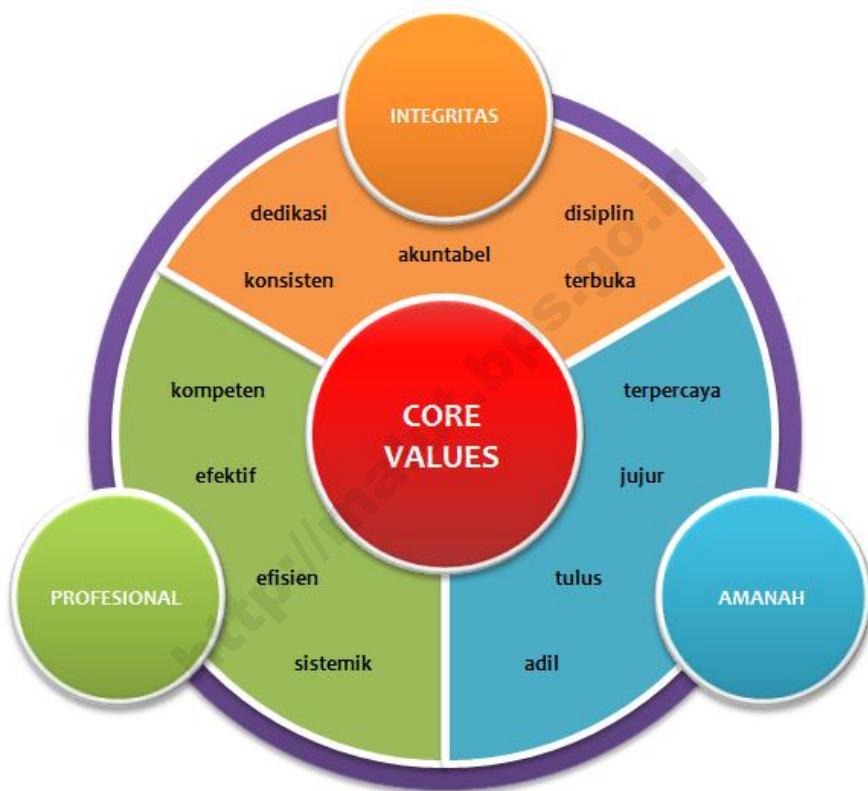 INTEGRITAS
dedikasi
disiplin
akuntabel
konsisten
terbuka
CORE
VALUES
kompeten
terpercaya
efektif
jujur
efisien
tulus
sistemik
adil
PROFESIONAL
AMANAH